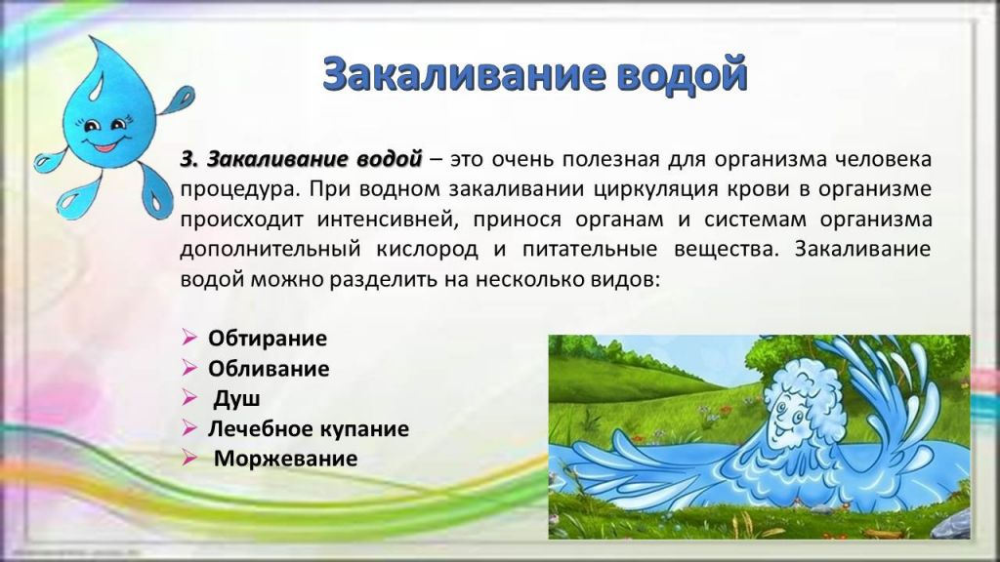 Закаливание водой
3. Закаливание водой – это очень полезная для организма человека
процедура. При водном закаливании циркуляция крови в организме
происходит интенсивней, принося органам и системам организма
дополнительный кислород и питательные вещества. Закаливание
водой можно разделить на несколько видов:
Обтирание
Обливание
Душ
Лечебное купание
Моржевание